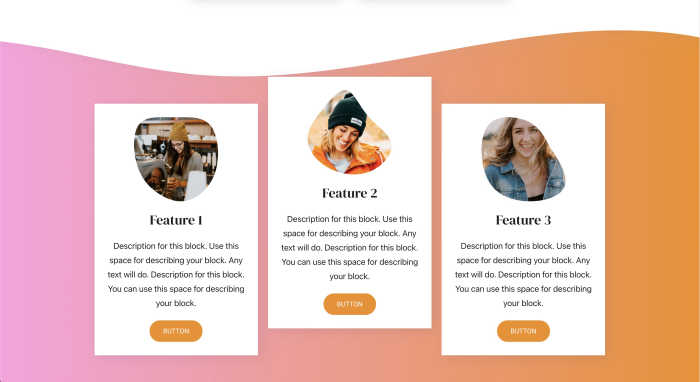 Feature 1
Description for this block. Use this
space for describing your block. Any
text will do. Description for this block.
You can use this space for describing
your block.
BUTTON
Feature 2
Description for this block. Use this
space for describing your block. Any
text will do. Description for this block.
You can use this space for describing
your block.
BUTTON
Feature 3
Description for this block. Use this
space for describing your block. Any
text will do. Description for this block.
You can use this space for describing
your block.
BUTTON